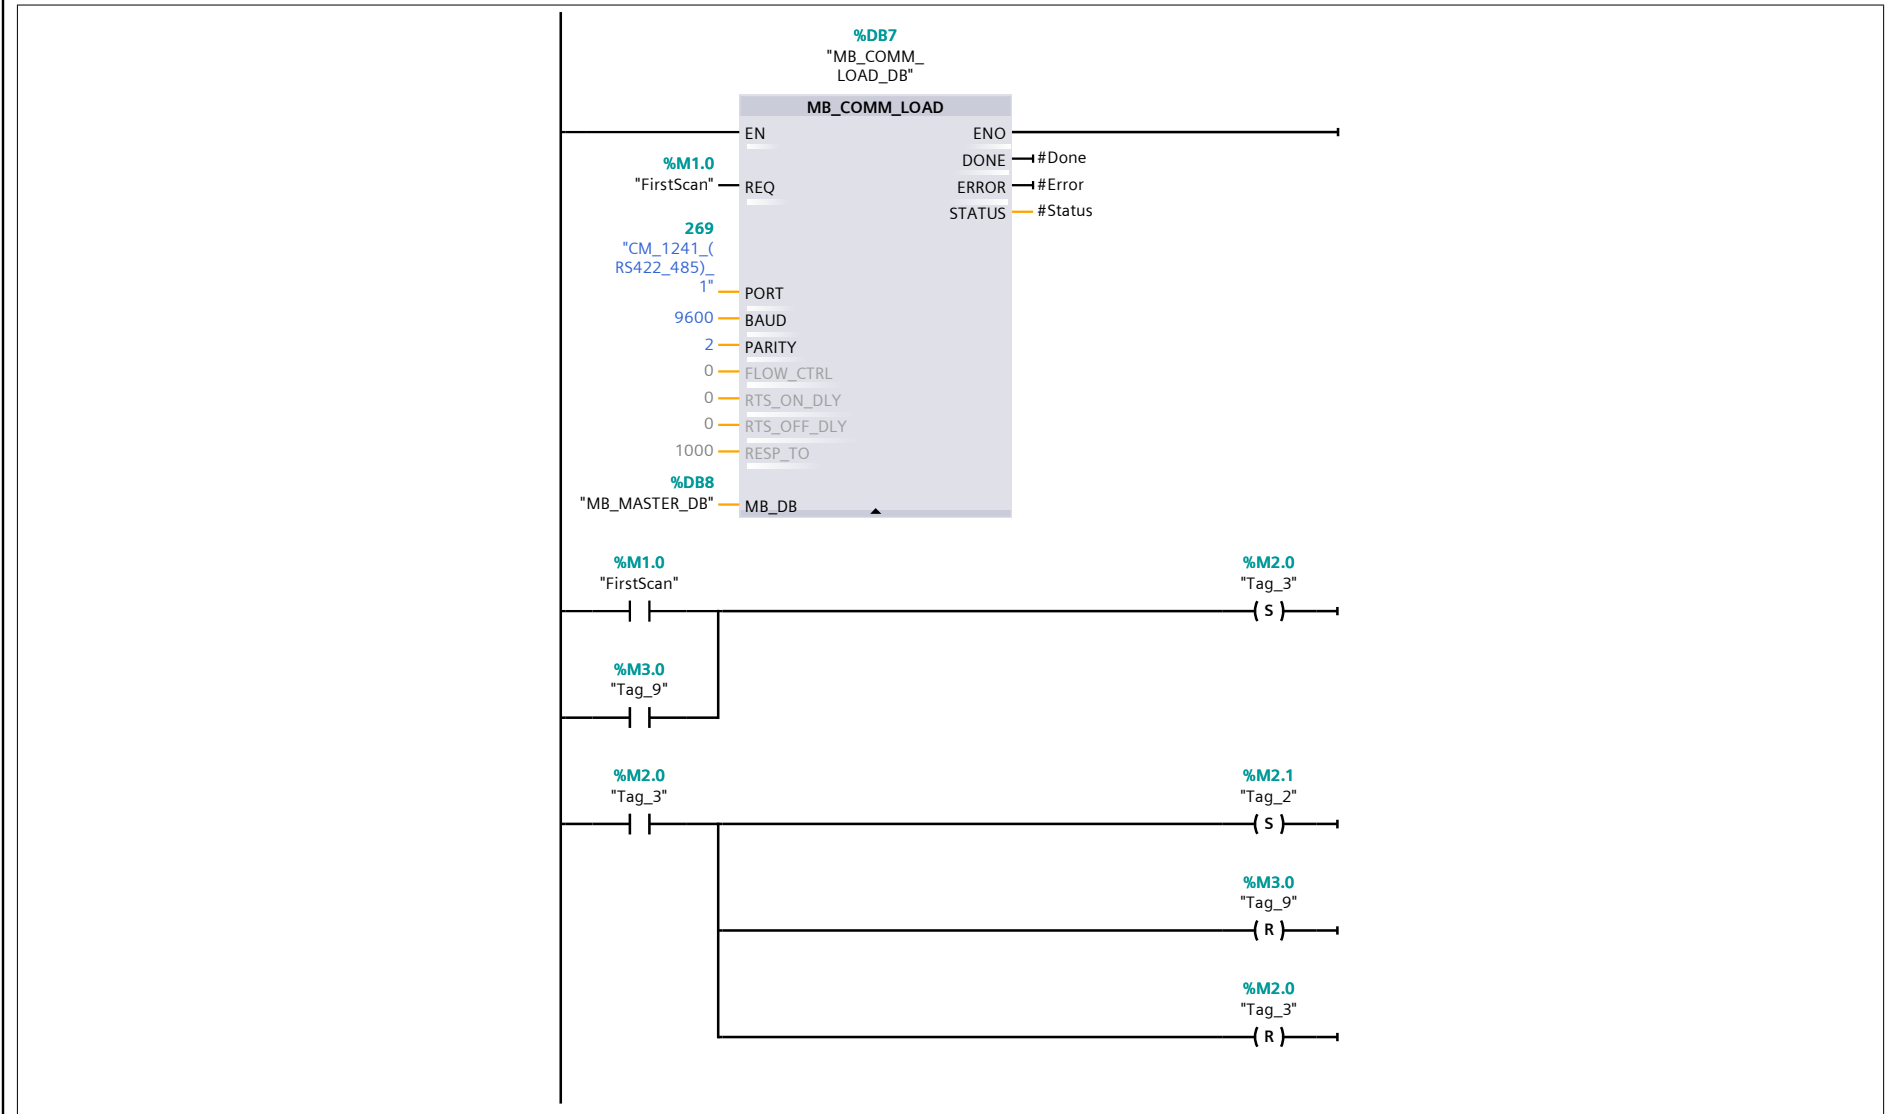 %DB7
"MB_COMM_
LOAD_DB"
MB_COMM_LOAD
EN
ENO
DONE
#Done
%M1.0
"FirstScan"
REQ
ERROR
#Error
STATUS
#Status
269
"CM_1241_(
RS422_485)_
1"
PORT
9600
BAUD
2
PARITY
0
FLOW_CTRL
0
RTS_ON_DLY
0
RTS_OFF_DLY
1000
RESP_TO
%DB8
"MB_MASTER_DB"
MB_DB
%M1.0
"FirstScan"
%M2.0
"Tag_3"
S
%M3.0
"Tag_9"
%M2.0
"Tag_3"
%M2.1
"Tag_2"
S
%M3.0
"Tag_9"
R
%M2.0
"Tag_3"
R